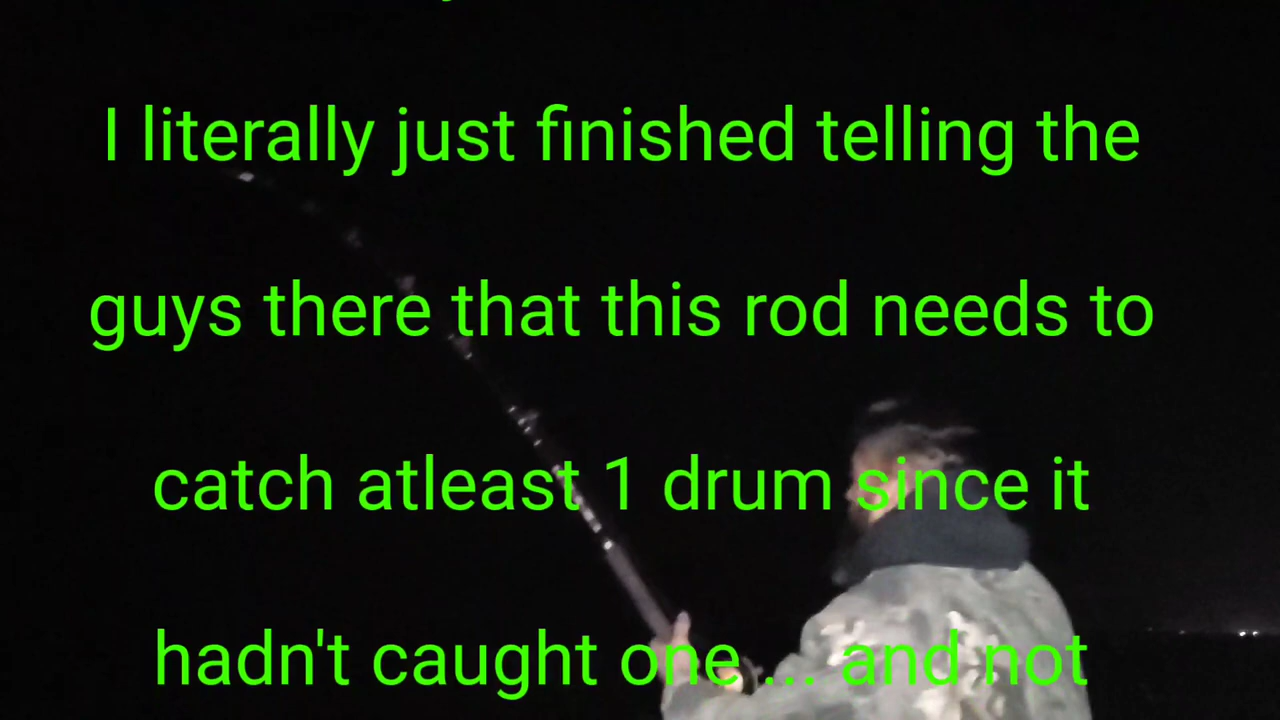 I literally just finished telling the
guys there that this rod needs to
catch atleast 1 drum since it
hadn't caught one ... and not